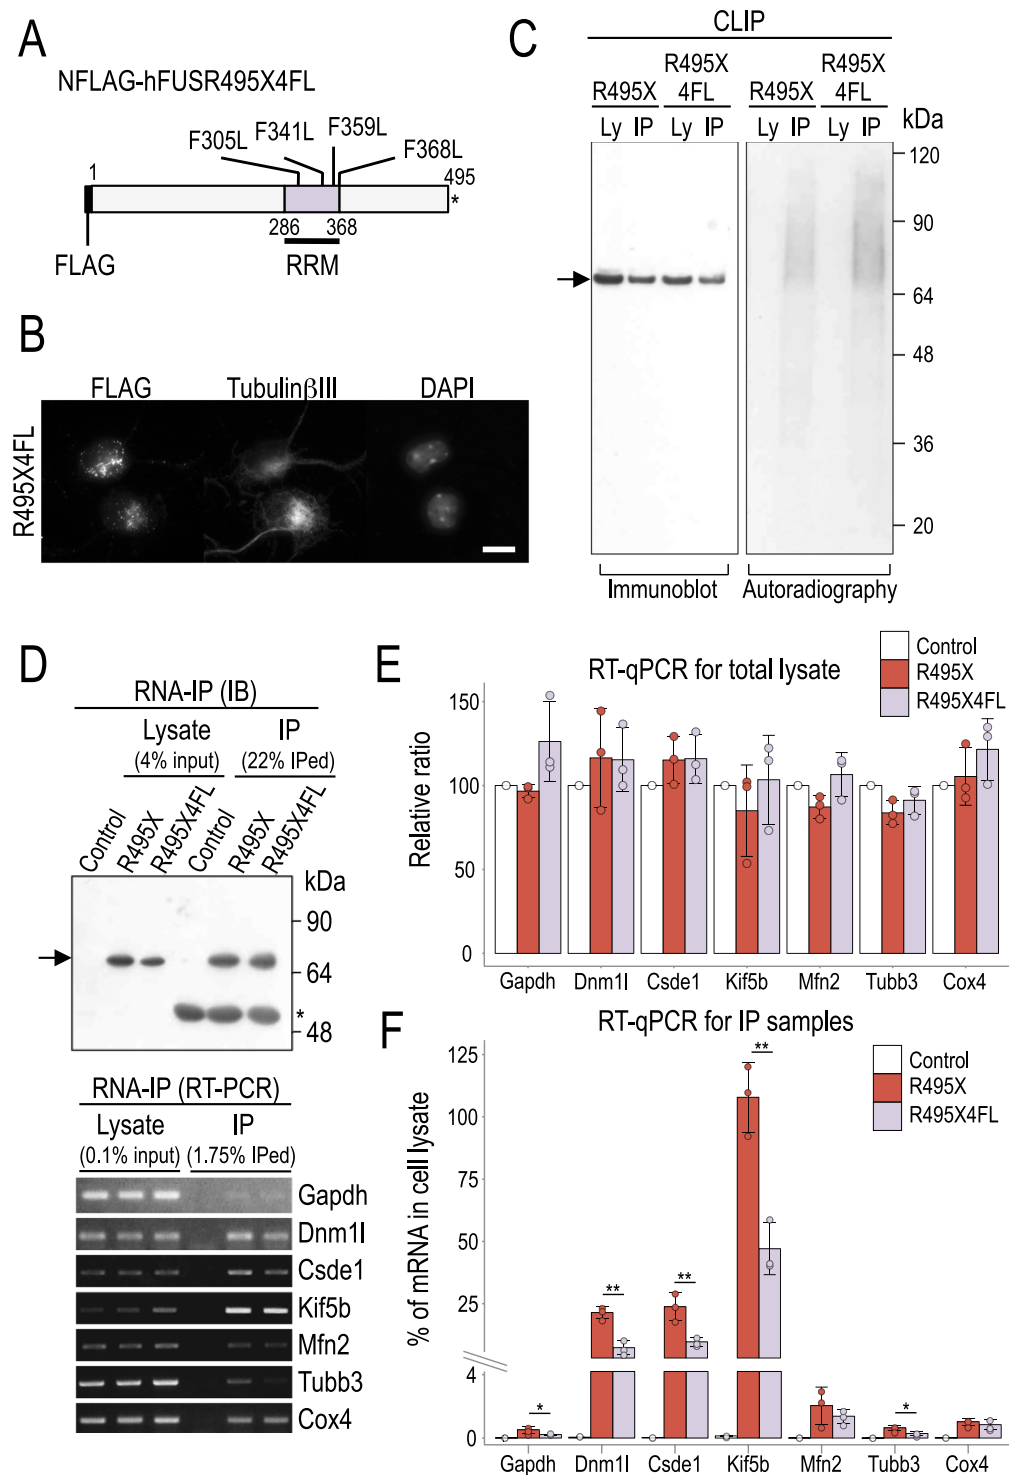 A
NFLAG-hFUSR495X4FL
F305L
F341L
F359L
F368L
1
495
*
286
368
FLAG
RRM
B
FLAG
TubulinβIII
DAPI
R495X4FL
C
CLIP
R495X
R495X
4FL
R495X
R495X
4FL
Ly IP Ly IP
Ly IP Ly IP
kDa
120
90
64
48
36
20
Immunoblot
Autoradiography
D
RNA-IP (IB)
Lysate
(4% input)
IP
(22% IPed)
Control
R495X
R495X4FL
Control
R495X
R495X4FL
kDa
90
64
*
48
RNA-IP (RT-PCR)
Lysate
(0.1% input)
IP
(1.75% IPed)
Gapdh
Dnm1l
Csde1
Kif5b
Mfn2
Tubb3
Cox4
E
RT-qPCR for total lysate
Control
R495X
R495X4FL
Relative ratio
150
100
50
0
Gapdh Dnm1l Csde1 Kif5b Mfn2 Tubb3 Cox4
F
RT-qPCR for IP samples
Control
R495X
R495X4FL
% of mRNA in cell lysate
125
100
75
50
25
4
0
*
**
**
**
*
Gapdh Dnm1l Csde1 Kif5b Mfn2 Tubb3 Cox4